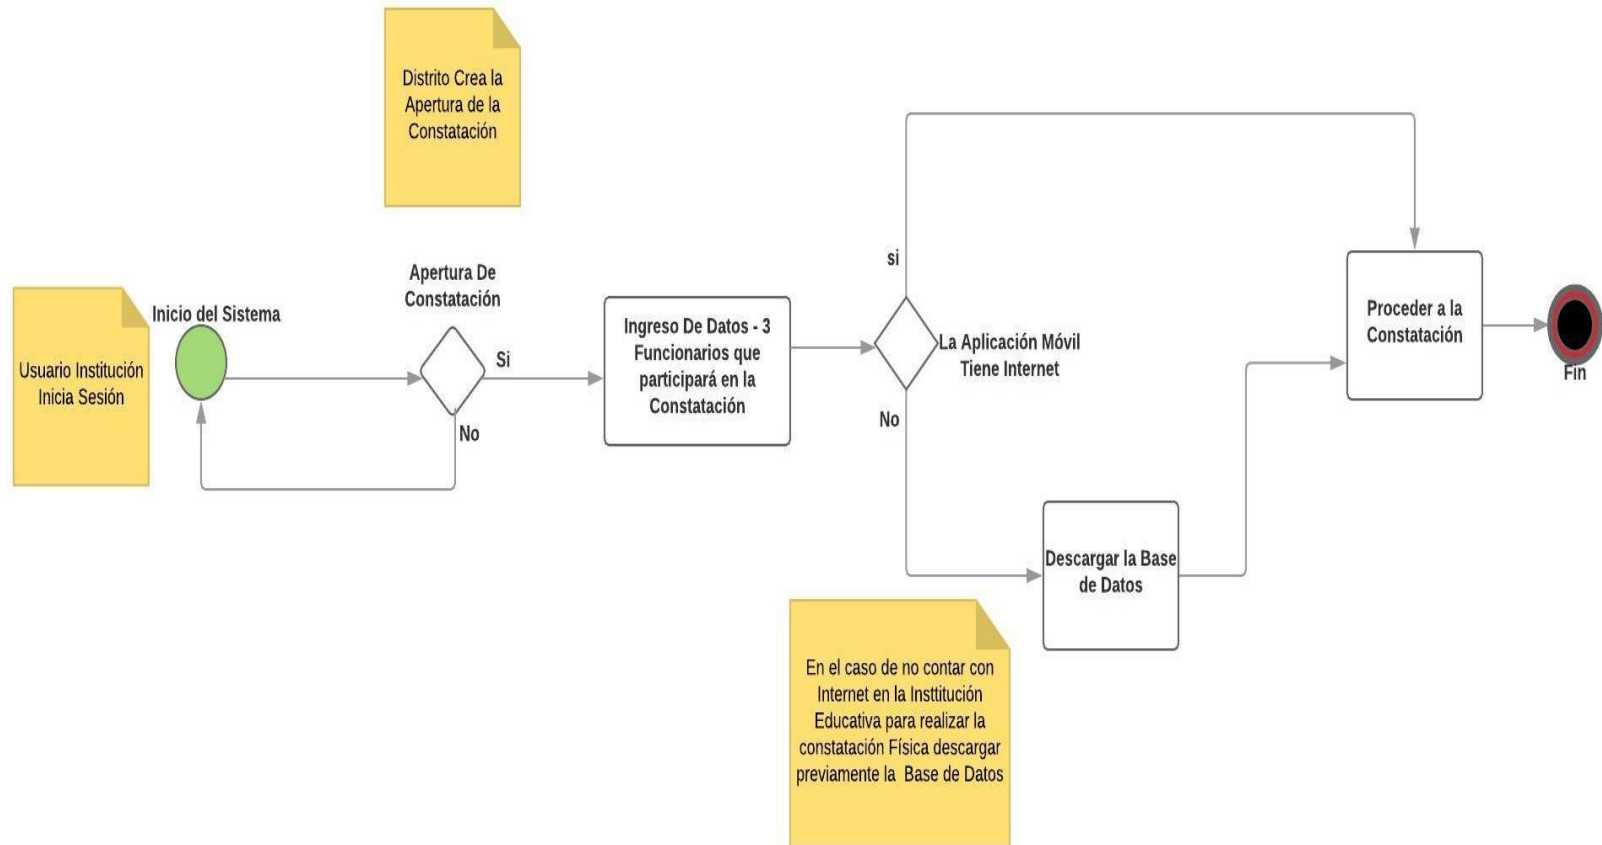 Distrito Crea la
Apertura de la
Constatación
Usuario Institución
Inicia Sesión
Inicio del Sistema
Apertura De
Constatación
Si
No
Ingreso De Datos - 3
Funcionarios que
participará en la
Constatación
si
La Aplicación Móvil
Tiene Internet
No
Descargar la Base
de Datos
En el caso de no contar con
Internet en la Insttitución
Educativa para realizar la
constatación Física descargar
previamente la Base de Datos
Proceder a la
Constatación
Fin